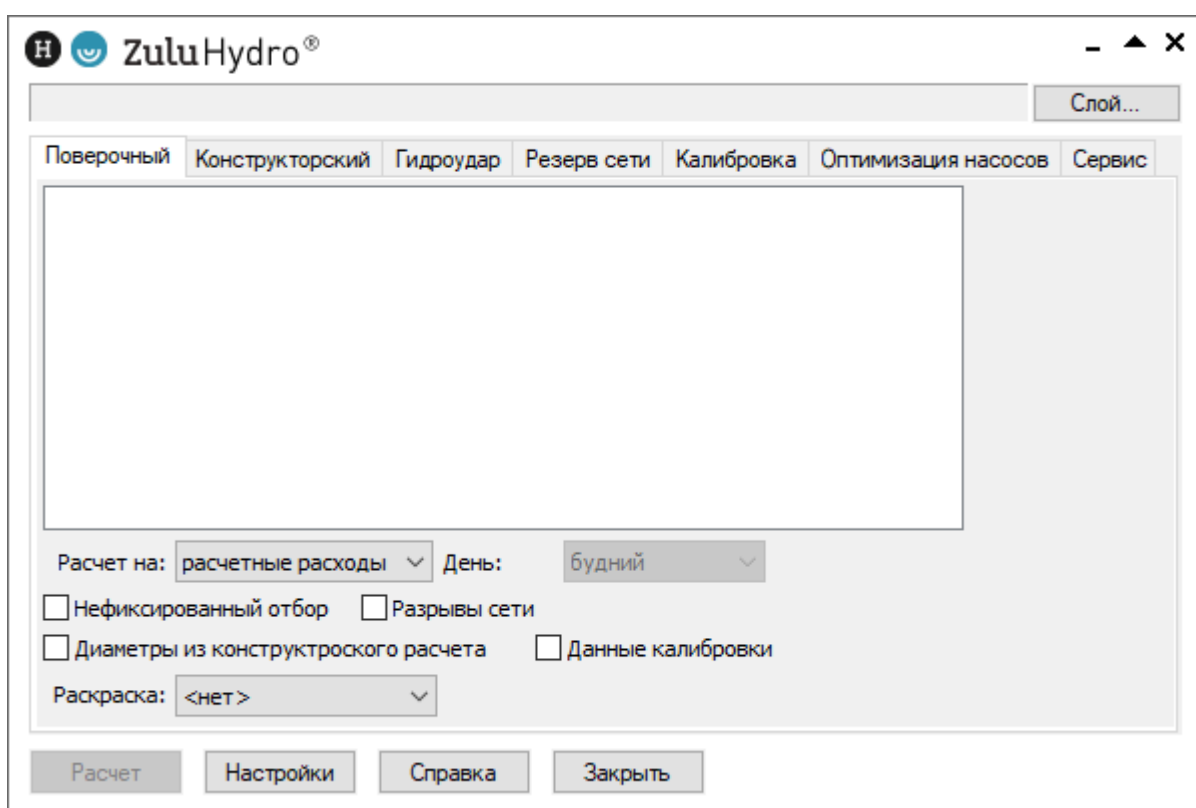 H ZuluHydro®
Слой...
Поверочный Конструкторский Гидроудар Резерв сети Калибровка Оптимизация насосов Сервис
Расчет на: расчетные расходы День: будний
Нефиксированный отбор Разрывы сети
Диаметры из конструктроского расчета Данные калибровки
Раскраска: <нет>
Расчет Настройки Справка Закрыть